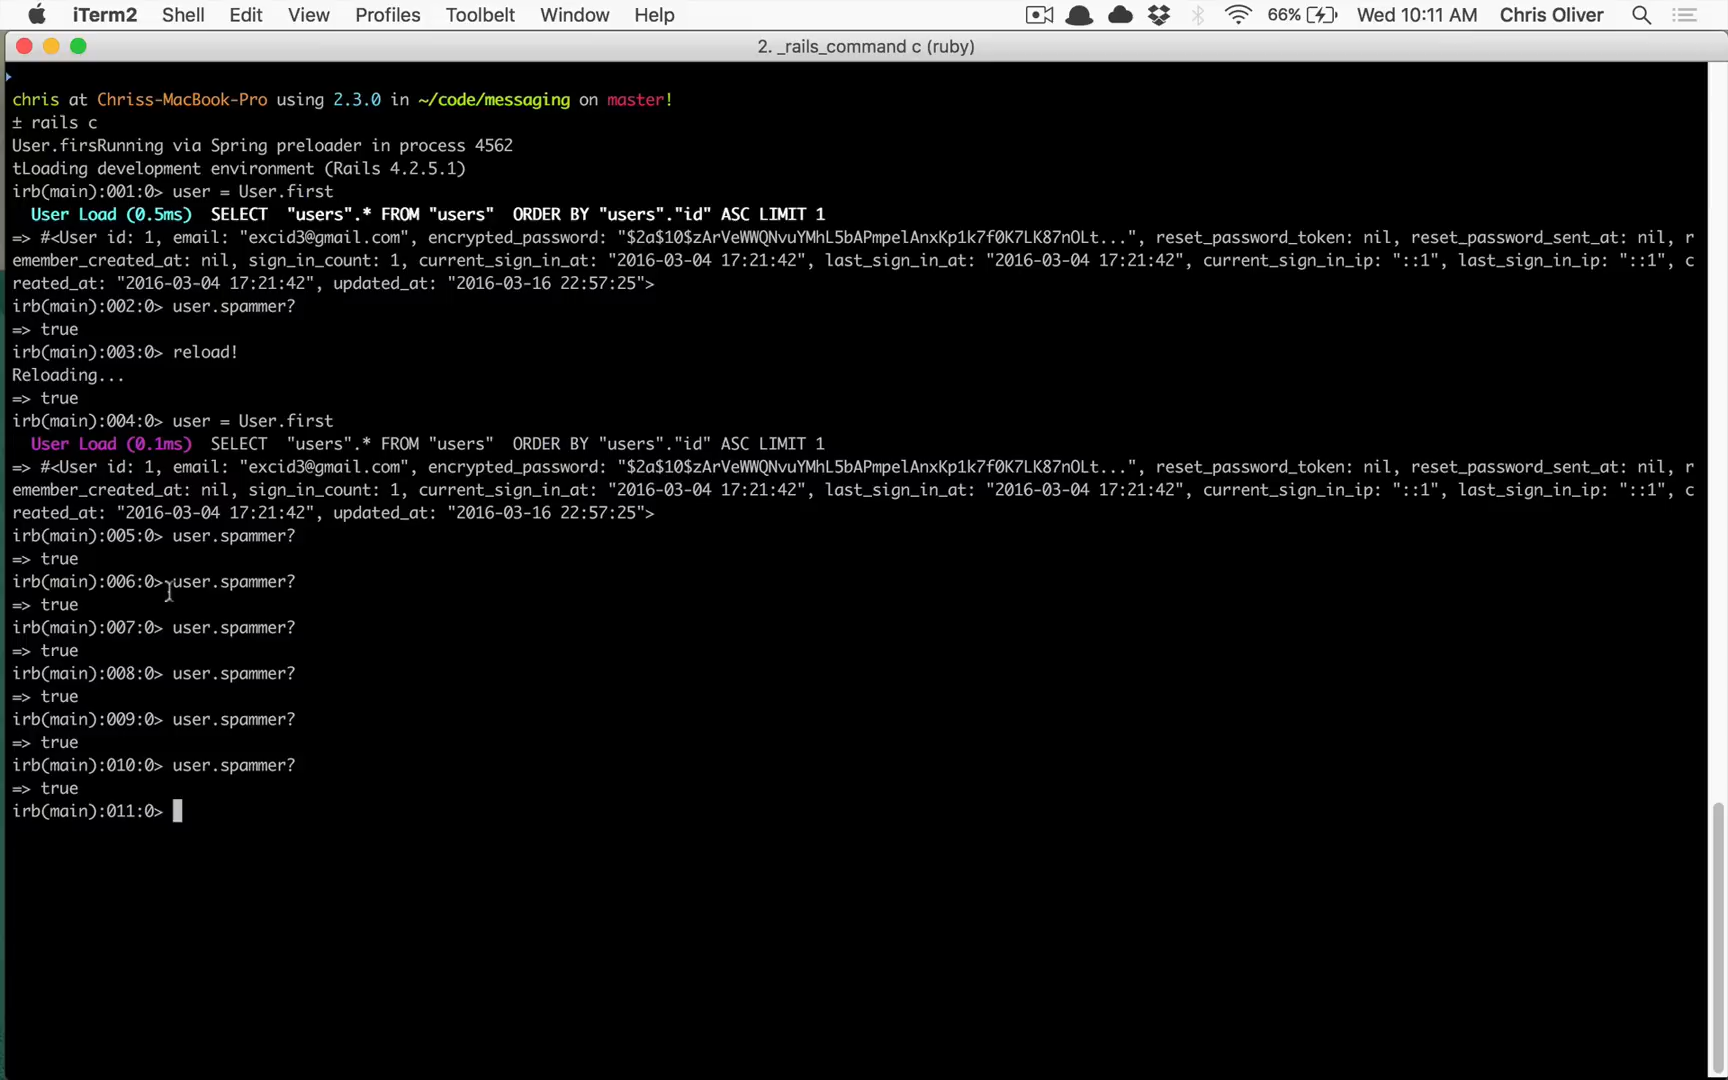 iTerm2 Shell Edit View Profiles Toolbelt Window Help 66% Wed 10:11 AM Chris Oliver
2. _rails_command c (ruby)
chris at Chriss-MacBook-Pro using 2.3.0 in ~/code/messaging on master!
± rails c
User.firsRunning via Spring preloader in process 4562
tLoading development environment (Rails 4.2.5.1)
irb(main):001:0> user = User.first
User Load (0.5ms) SELECT "users".* FROM "users" ORDER BY "users"."id" ASC LIMIT 1
=> #<User id: 1, email: "excid3@gmail.com", encrypted_password: "$2a$10$zArVeWWQNvuYMhL5bAPmpelAnxKp1k7f0K7LK87nOLt...", reset_password_token: nil, reset_password_sent_at: nil, r
emember_created_at: nil, sign_in_count: 1, current_sign_in_at: "2016-03-04 17:21:42", last_sign_in_at: "2016-03-04 17:21:42", current_sign_in_ip: "::1", last_sign_in_ip: "::1", c
reated_at: "2016-03-04 17:21:42", updated_at: "2016-03-16 22:57:25">
irb(main):002:0> user.spammer?
=> true
irb(main):003:0> reload!
Reloading...
=> true
irb(main):004:0> user = User.first
User Load (0.1ms) SELECT "users".* FROM "users" ORDER BY "users"."id" ASC LIMIT 1
=> #<User id: 1, email: "excid3@gmail.com", encrypted_password: "$2a$10$zArVeWWQNvuYMhL5bAPmpelAnxKp1k7f0K7LK87nOLt...", reset_password_token: nil, reset_password_sent_at: nil, r
emember_created_at: nil, sign_in_count: 1, current_sign_in_at: "2016-03-04 17:21:42", last_sign_in_at: "2016-03-04 17:21:42", current_sign_in_ip: "::1", last_sign_in_ip: "::1", c
reated_at: "2016-03-04 17:21:42", updated_at: "2016-03-16 22:57:25">
irb(main):005:0> user.spammer?
=> true
irb(main):006:0> user.spammer?
=> true
irb(main):007:0> user.spammer?
=> true
irb(main):008:0> user.spammer?
=> true
irb(main):009:0> user.spammer?
=> true
irb(main):010:0> user.spammer?
=> true
irb(main):011:0>